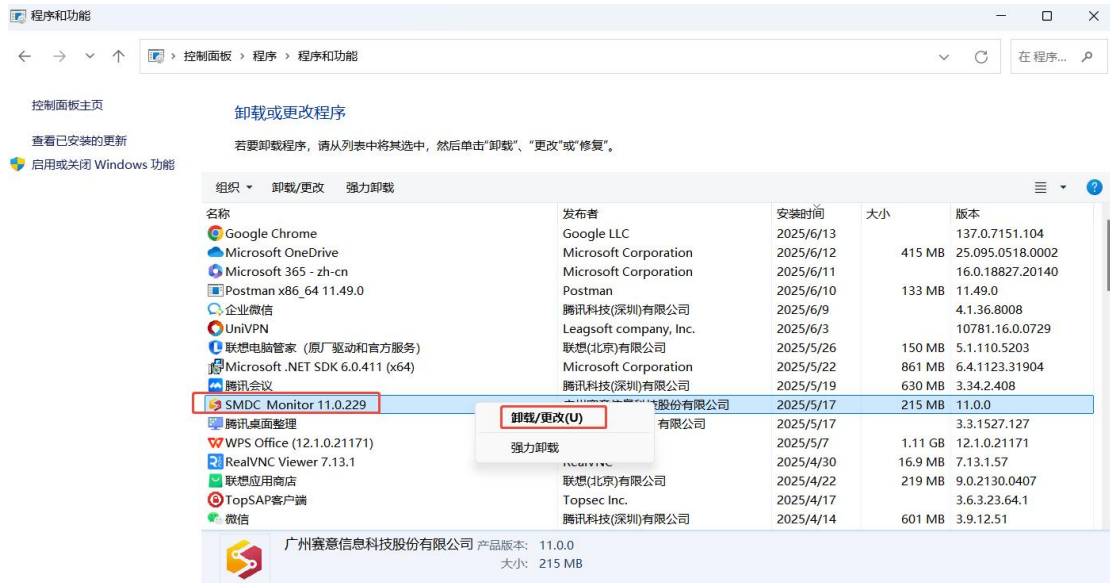 程序和功能
控制面板 › 程序 › 程序和功能
在 程序...
控制面板主页
查看已安装的更新
启用或关闭 Windows 功能
卸载或更改程序
若要卸载程序，请从列表中将其选中，然后单击“卸载”、“更改”或“修复”。
组织 卸载/更改 强力卸载
名称 发布者 安装时间 大小 版本
Google Chrome Google LLC 2025/6/13 137.0.7151.104
Microsoft OneDrive Microsoft Corporation 2025/6/12 415 MB 25.095.0518.0002
Microsoft 365 - zh-cn Microsoft Corporation 2025/6/11 16.0.18827.20140
Postman x86_64 11.49.0 Postman 2025/6/10 133 MB 11.49.0
企业微信 腾讯科技(深圳)有限公司 2025/6/9 4.1.36.8008
UniVPN Leagsoft company, Inc. 2025/6/3 10781.16.0.0729
联想电脑管家（原厂驱动和官方服务） 联想(北京)有限公司 2025/5/26 150 MB 5.1.110.5203
Microsoft .NET SDK 6.0.411 (x64) Microsoft Corporation 2025/5/22 861 MB 6.4.1123.31904
腾讯会议 腾讯科技(深圳)有限公司 2025/5/19 630 MB 3.34.2.408
SMDC Monitor 11.0.229 广州赛意信息科技股份有限公司 2025/5/17 215 MB 11.0.0
卸载/更改(U)
腾讯桌面整理 有限公司 2025/5/17 3.3.1527.127
WPS Office (12.1.0.21171) 2025/5/7 1.11 GB 12.1.0.21171
强力卸载
RealVNC Viewer 7.13.1 RealVNC 2025/4/30 16.9 MB 7.13.1.57
联想应用商店 联想(北京)有限公司 2025/4/22 219 MB 9.0.2130.0407
TopSAP客户端 Topsec Inc. 2025/4/17 3.6.3.23.64.1
微信 腾讯科技(深圳)有限公司 2025/4/14 601 MB 3.9.12.51
广州赛意信息科技股份有限公司 产品版本: 11.0.0
大小: 215 MB